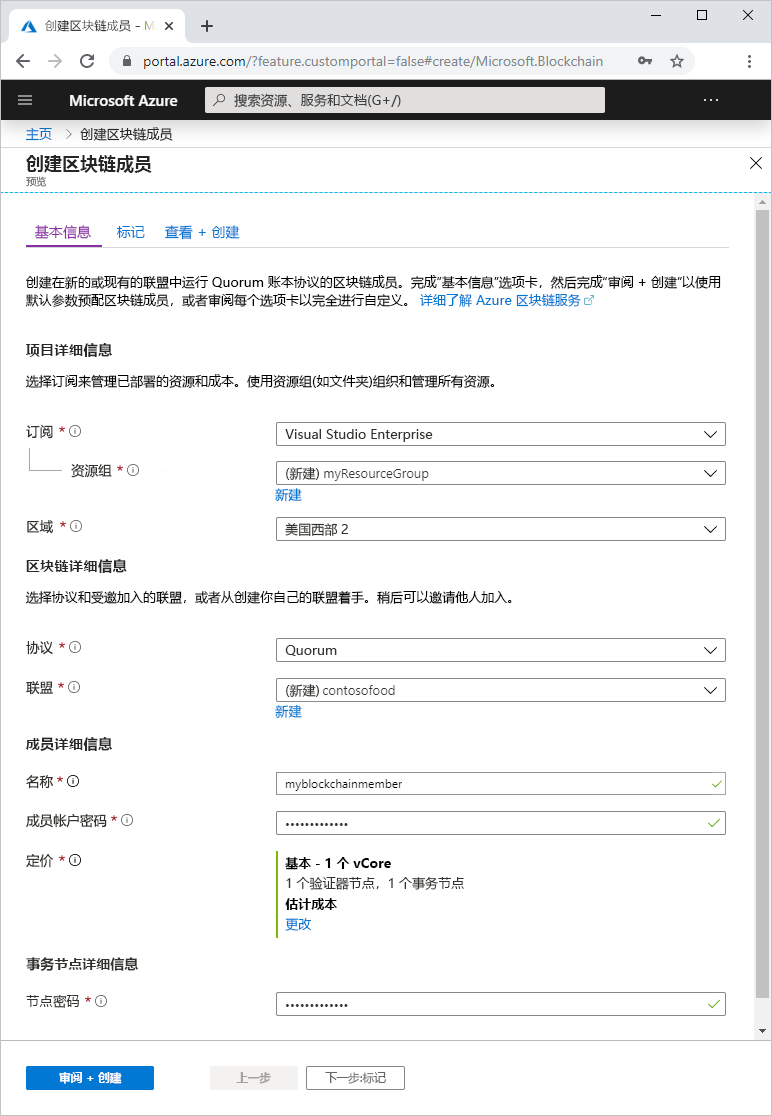 创建区块链成员 - M
portal.azure.com/?feature.customportal=false#create/Microsoft.Blockchain
Microsoft Azure
搜索资源、服务和文档(G+/)
主页 > 创建区块链成员
创建区块链成员
预览
基本信息 标记 查看 + 创建
创建在新的或现有的联盟中运行 Quorum 账本协议的区块链成员。完成“基本信息”选项卡，然后完成“审阅 + 创建”以使用
默认参数预配区块链成员，或者审阅每个选项卡以完全进行自定义。 详细了解 Azure 区块链服务
项目详细信息
选择订阅来管理已部署的资源和成本。使用资源组(如文件夹)组织和管理所有资源。
订阅 * Visual Studio Enterprise
资源组 * (新建) myResourceGroup
新建
区域 * 美国西部 2
区块链详细信息
选择协议和受邀加入的联盟，或者从创建你自己的联盟着手。稍后可以邀请他人加入。
协议 * Quorum
联盟 * (新建) contosofood
新建
成员详细信息
名称 * myblockchainmember
成员帐户密码 * •••••••••••••
定价 * 基本 - 1 个 vCore
1 个验证器节点，1 个事务节点
估计成本
更改
事务节点详细信息
节点密码 * •••••••••••••
审阅 + 创建 上一步 下一步:标记